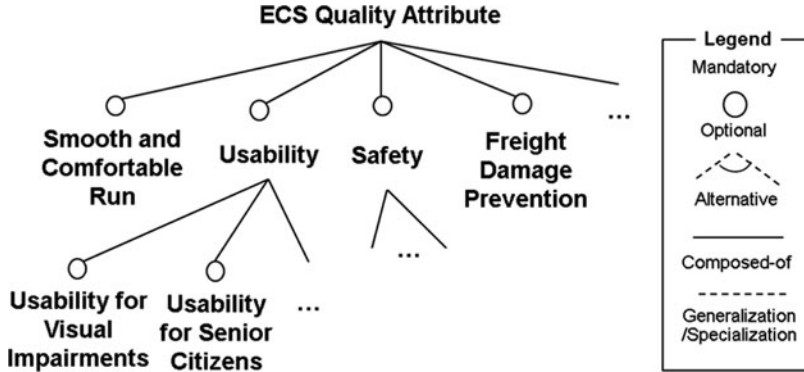 ECS Quality Attribute
Smooth and
Comfortable
Run
Usability
Safety
Freight
Damage
Prevention
...
Usability for
Visual
Impairments
Usability
for Senior
Citizens
...
...
Legend
Mandatory
Optional
Alternative
Composed-of
Generalization
/Specialization